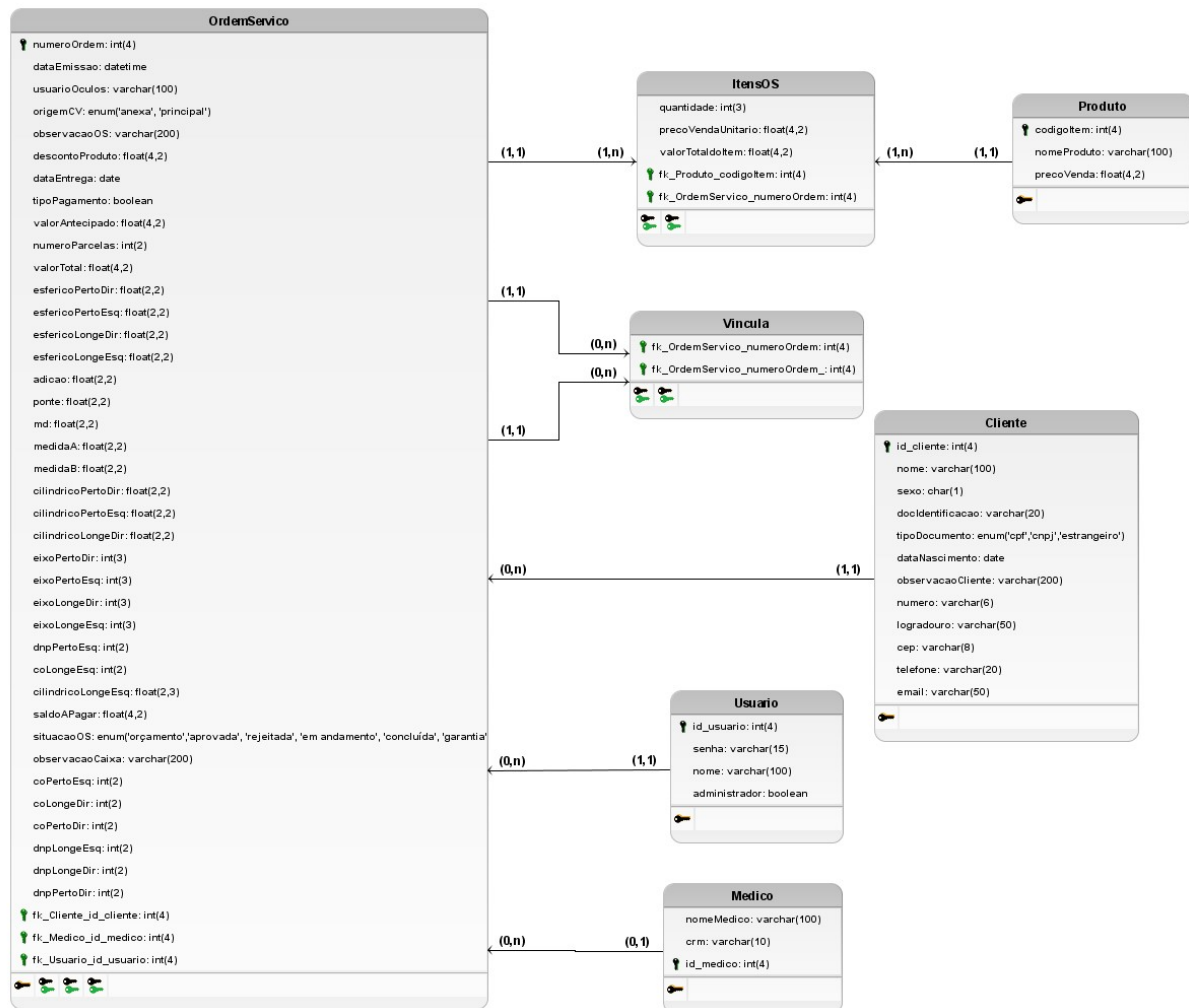 OrdemServico
numeroOrdem: int(4)
dataEmissao: datetime
usuarioOculos: varchar(100)
origemCV: enum('anexa', 'principal')
observacaoOS: varchar(200)
descontoProduto: float(4,2)
dataEntrega: date
tipoPagamento: boolean
valorAntecipado: float(4,2)
numeroParcelas: int(2)
valorTotal: float(4,2)
esfericoPertoDir: float(2,2)
esfericoPertoEsq: float(2,2)
esfericoLongeDir: float(2,2)
esfericoLongeEsq: float(2,2)
adicao: float(2,2)
ponte: float(2,2)
md: float(2,2)
medidaA: float(2,2)
medidaB: float(2,2)
cilindricoPertoDir: float(2,2)
cilindricoPertoEsq: float(2,2)
cilindricoLongeDir: float(2,2)
eixoPertoDir: int(3)
eixoPertoEsq: int(3)
eixoLongeDir: int(3)
eixoLongeEsq: int(3)
dnpPertoEsq: int(2)
coLongeEsq: int(2)
cilindricoLongeEsq: float(2,3)
saldoAPagar: float(4,2)
situacaoOS: enum('orçamento','aprovada', 'rejeitada', 'em andamento', 'concluída', 'garantia'
observacaoCaixa: varchar(200)
coPertoEsq: int(2)
coLongeDir: int(2)
coPertoDir: int(2)
dnpLongeEsq: int(2)
dnpLongeDir: int(2)
dnpPertoDir: int(2)
fk_Cliente_id_cliente: int(4)
fk_Medico_id_medico: int(4)
fk_Usuario_id_usuario: int(4)
(1,1) (1,n)
ItensOS
quantidade: int(3)
precoVendaUnitario: float(4,2)
valorTotaldoItem: float(4,2)
fk_Produto_codigoItem: int(4)
fk_OrdemServico_numeroOrdem: int(4)
(1,n) (1,1)
Produto
codigoItem: int(4)
nomeProduto: varchar(100)
precoVenda: float(4,2)
(1,1)
(0,n)
(0,n)
(1,1)
Vincula
fk_OrdemServico_numeroOrdem: int(4)
fk_OrdemServico_numeroOrdem_: int(4)
(0,n) (1,1)
Cliente
id_cliente: int(4)
nome: varchar(100)
sexo: char(1)
docIdentificacao: varchar(20)
tipoDocumento: enum('cpf','cnpj','estrangeiro')
dataNascimento: date
observacaoCliente: varchar(200)
numero: varchar(6)
logradouro: varchar(50)
cep: varchar(8)
telefone: varchar(20)
email: varchar(50)
(0,n) (1,1)
Usuario
id_usuario: int(4)
senha: varchar(15)
nome: varchar(100)
administrador: boolean
(0,n) (0,1)
Medico
nomeMedico: varchar(100)
crm: varchar(10)
id_medico: int(4)